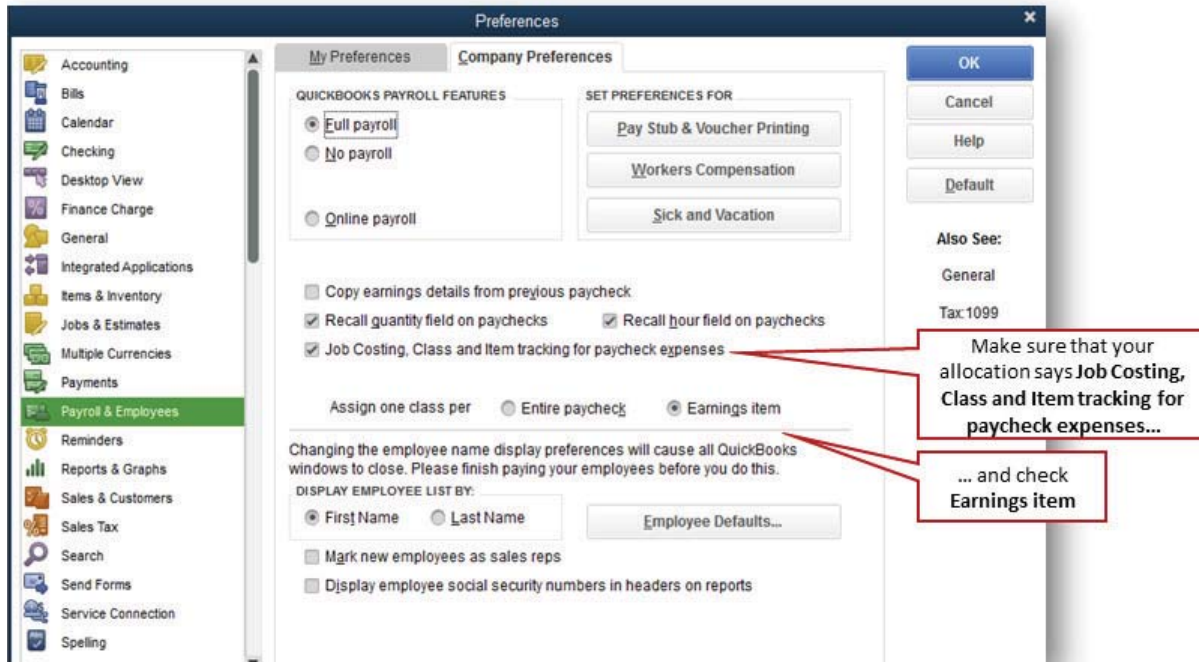 Preferences
My Preferences
Company Preferences
Accounting
Bills
Calendar
Checking
Desktop View
Finance Charge
General
Integrated Applications
Items & Inventory
Jobs & Estimates
Multiple Currencies
Payments
Payroll & Employees
Reminders
Reports & Graphs
Sales & Customers
Sales Tax
Search
Send Forms
Service Connection
Spelling
QUICKBOOKS PAYROLL FEATURES
Full payroll
No payroll
Online payroll
SET PREFERENCES FOR
Pay Stub & Voucher Printing
Workers Compensation
Sick and Vacation
Copy earnings details from previous paycheck
Recall quantity field on paychecks
Recall hour field on paychecks
Job Costing, Class and Item tracking for paycheck expenses
Assign one class per
Entire paycheck
Earnings item
Changing the employee name display preferences will cause all QuickBooks
windows to close. Please finish paying your employees before you do this.
DISPLAY EMPLOYEE LIST BY:
First Name
Last Name
Employee Defaults...
Mark new employees as sales reps
Display employee social security numbers in headers on reports
OK
Cancel
Help
Default
Also See:
General
Tax:1099
Make sure that your
allocation says Job Costing,
Class and Item tracking for
paycheck expenses...
... and check
Earnings item